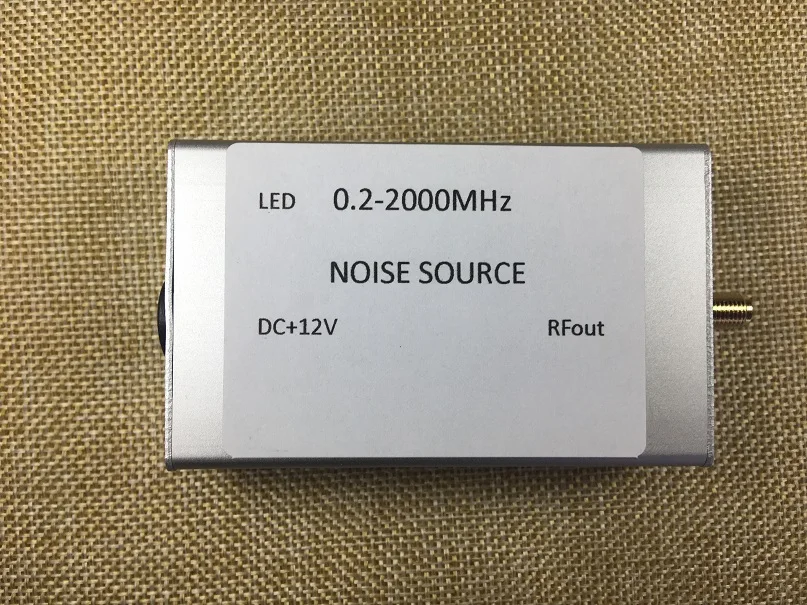 LED 0.2-2000MHz
NOISE SOURCE
DC+12V RFout